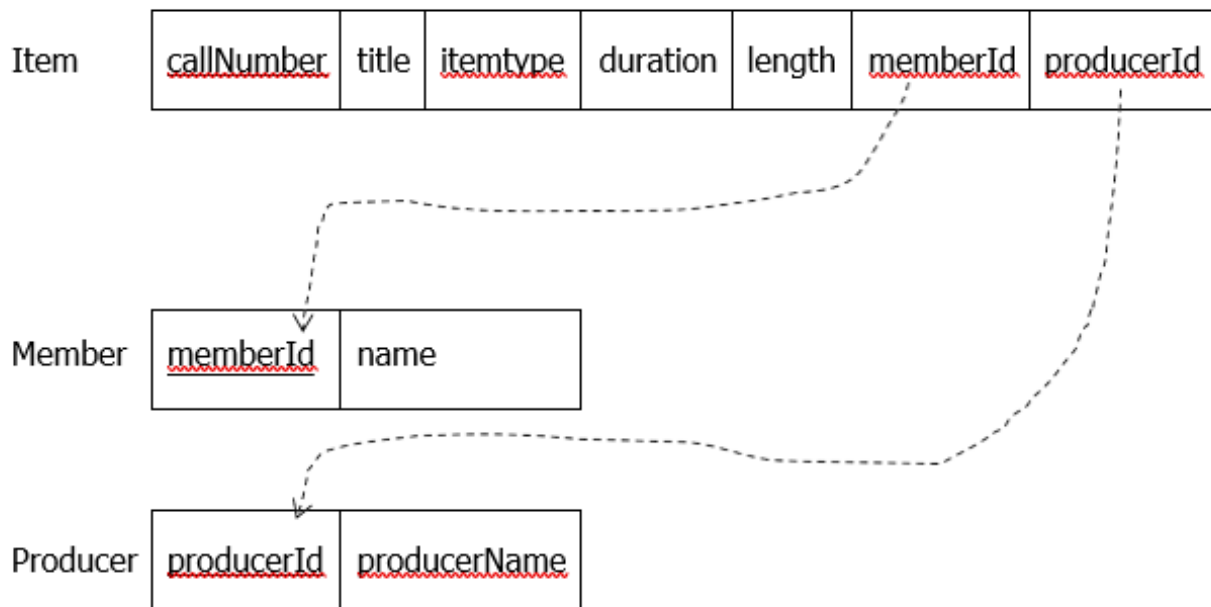 Item callNumber title itemtype duration length memberId producerId
Member memberId name
Producer producerId producerName